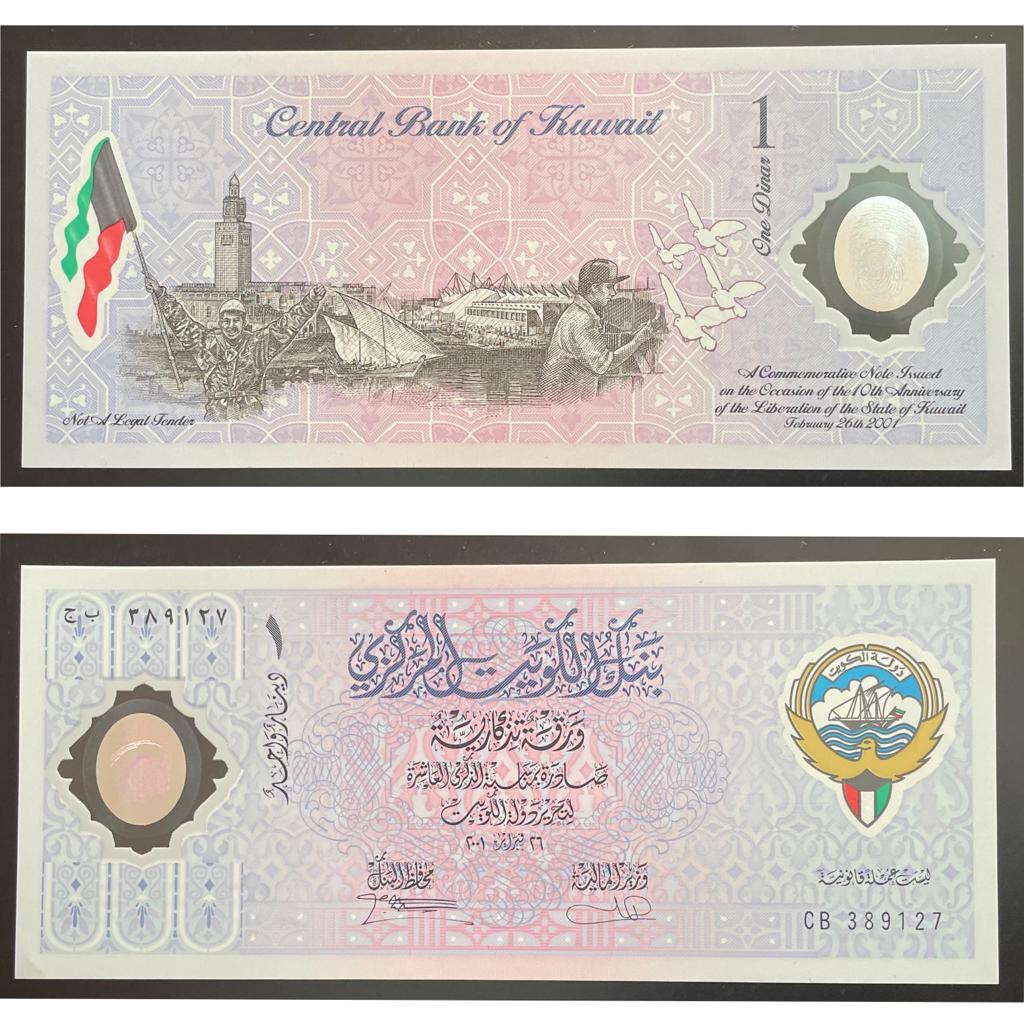 Central Bank of Kuwait
1
One Dinar
Not A Legal Tender
A Commemorative Note Issued
on the Occasion of the 10th Anniversary
of the Liberation of the State of Kuwait
February 26th 2001
ب ج ٣٨٩١٢٧
١
دينار واحد
بنك الكويت المركزي
ورقة تذكارية
صادرة بمناسبة الذكرى العاشرة
لتحرير دولة الكويت
٢٦ فبراير ٢٠٠١
دولة الكويت
محافظ البنك
وزير المالية
ليست عملة قانونية
CB 389127